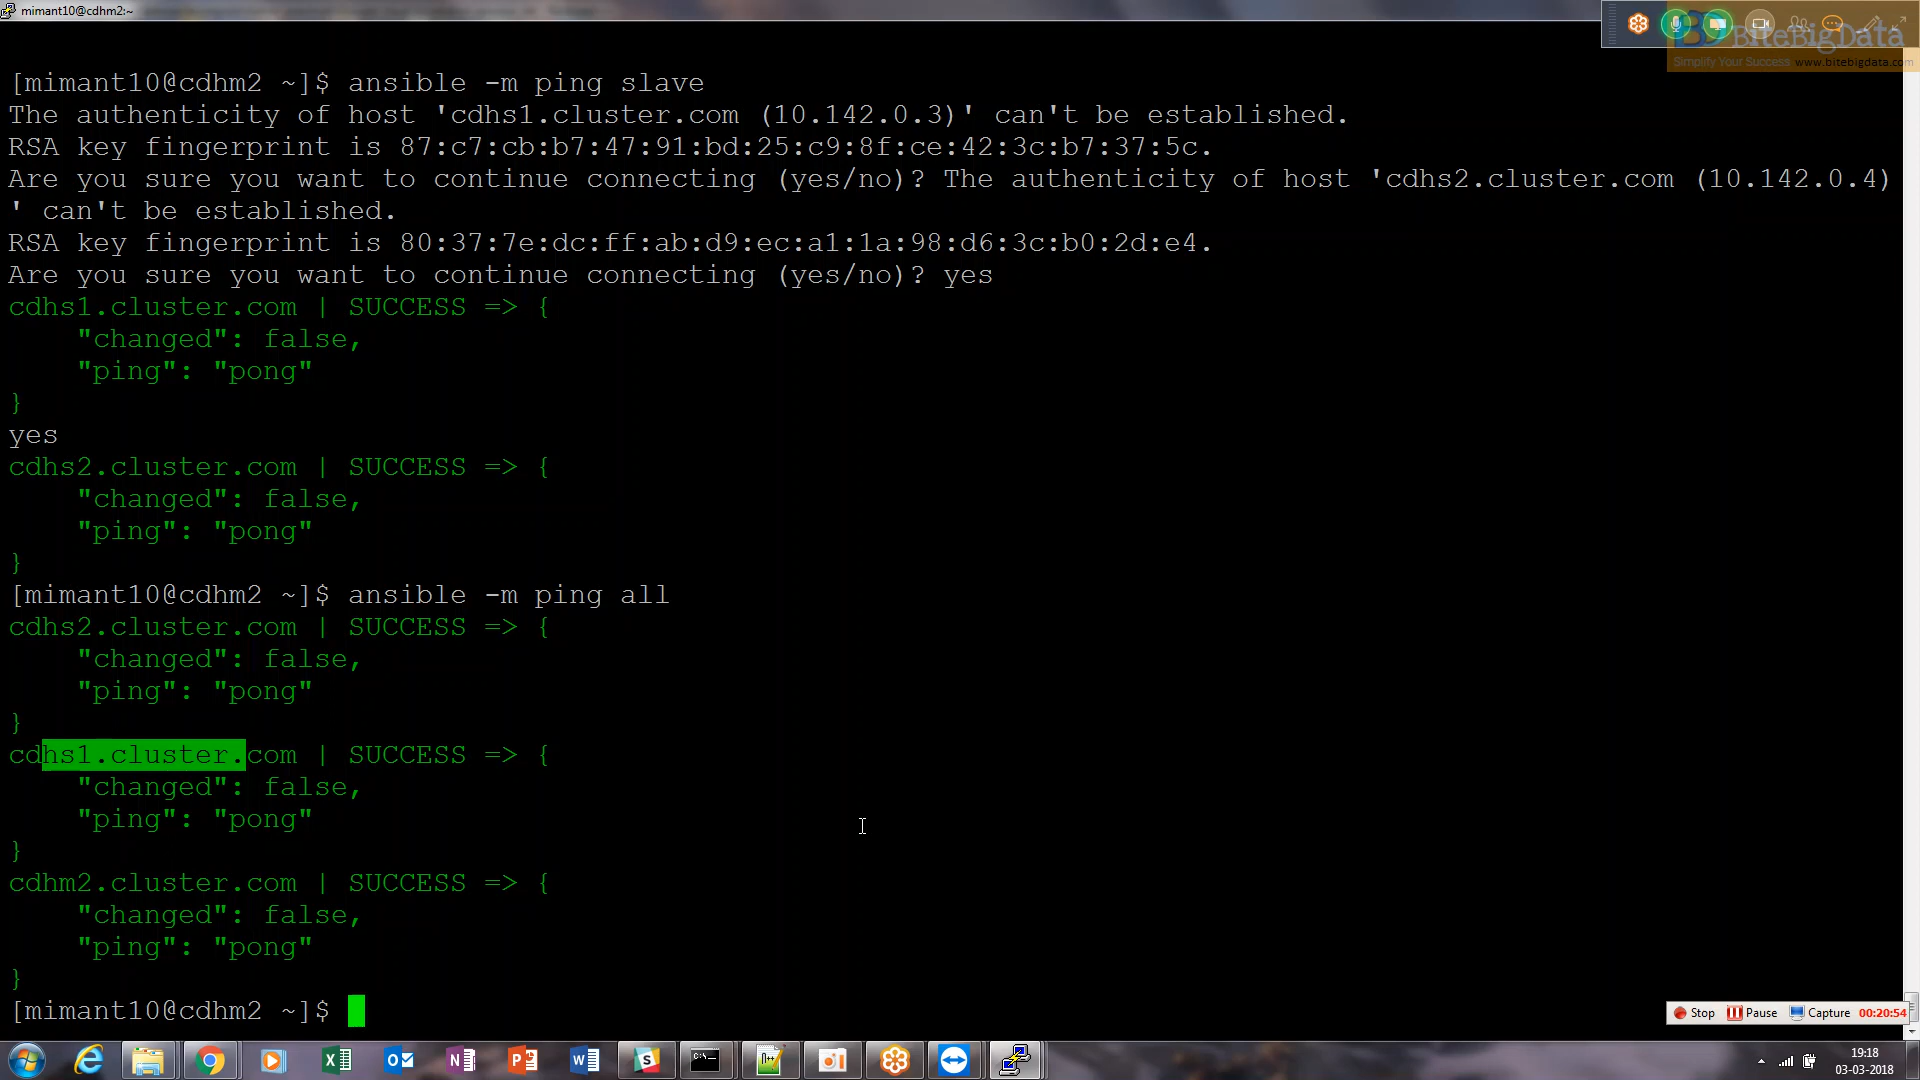 mimant10@cdhm2:~
BiteBigData
Simplify Your Success www.bitebigdata.com
[mimant10@cdhm2 ~]$ ansible -m ping slave
The authenticity of host 'cdhs1.cluster.com (10.142.0.3)' can't be established.
RSA key fingerprint is 87:c7:cb:b7:47:91:bd:25:c9:8f:ce:42:3c:b7:37:5c.
Are you sure you want to continue connecting (yes/no)? The authenticity of host 'cdhs2.cluster.com (10.142.0.4)
' can't be established.
RSA key fingerprint is 80:37:7e:dc:ff:ab:d9:ec:a1:1a:98:d6:3c:b0:2d:e4.
Are you sure you want to continue connecting (yes/no)? yes
cdhs1.cluster.com | SUCCESS => {
    "changed": false,
    "ping": "pong"
}
yes
cdhs2.cluster.com | SUCCESS => {
    "changed": false,
    "ping": "pong"
}
[mimant10@cdhm2 ~]$ ansible -m ping all
cdhs2.cluster.com | SUCCESS => {
    "changed": false,
    "ping": "pong"
}
cdhs1.cluster.com | SUCCESS => {
    "changed": false,
    "ping": "pong"
}
cdhm2.cluster.com | SUCCESS => {
    "changed": false,
    "ping": "pong"
}
[mimant10@cdhm2 ~]$
Stop Pause Capture 00:20:54
19:18
03-03-2018